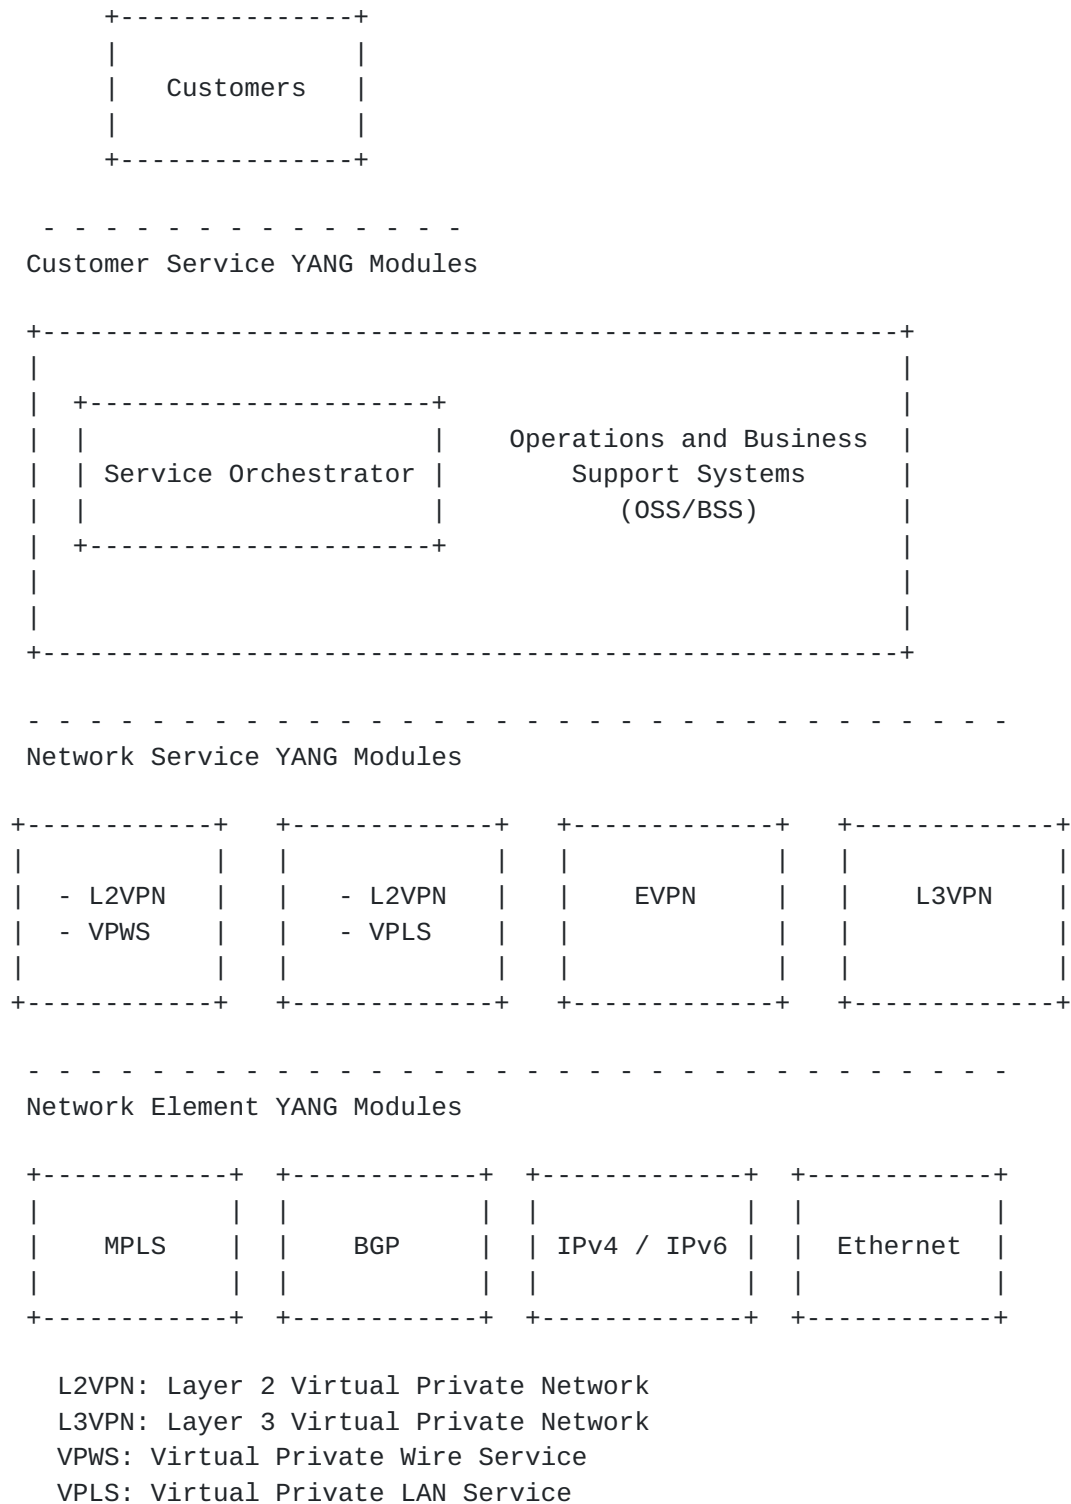 Customers
Customer Service YANG Modules
Operations and Business
Service Orchestrator Support Systems
(OSS/BSS)
Network Service YANG Modules
- L2VPN - L2VPN EVPN L3VPN
- VPWS - VPLS
Network Element YANG Modules
MPLS BGP IPv4 / IPv6 Ethernet
L2VPN: Layer 2 Virtual Private Network
L3VPN: Layer 3 Virtual Private Network
VPWS: Virtual Private Wire Service
VPLS: Virtual Private LAN Service